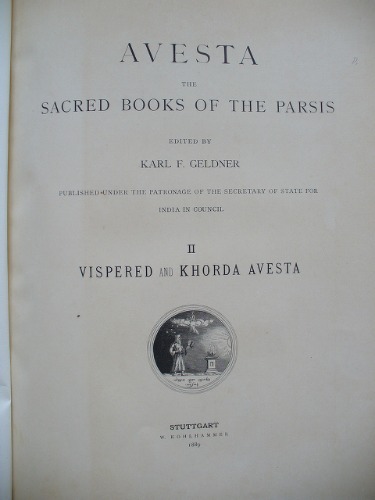 AVESTA
THE
SACRED BOOKS OF THE PARSIS
EDITED BY
KARL F. GELDNER
PUBLISHED UNDER THE PATRONAGE OF THE SECRETARY OF STATE FOR
INDIA IN COUNCIL.
II
VISPERED AND KHORDA AVESTA
STUTTGART
W. KOHLHAMMER
1889